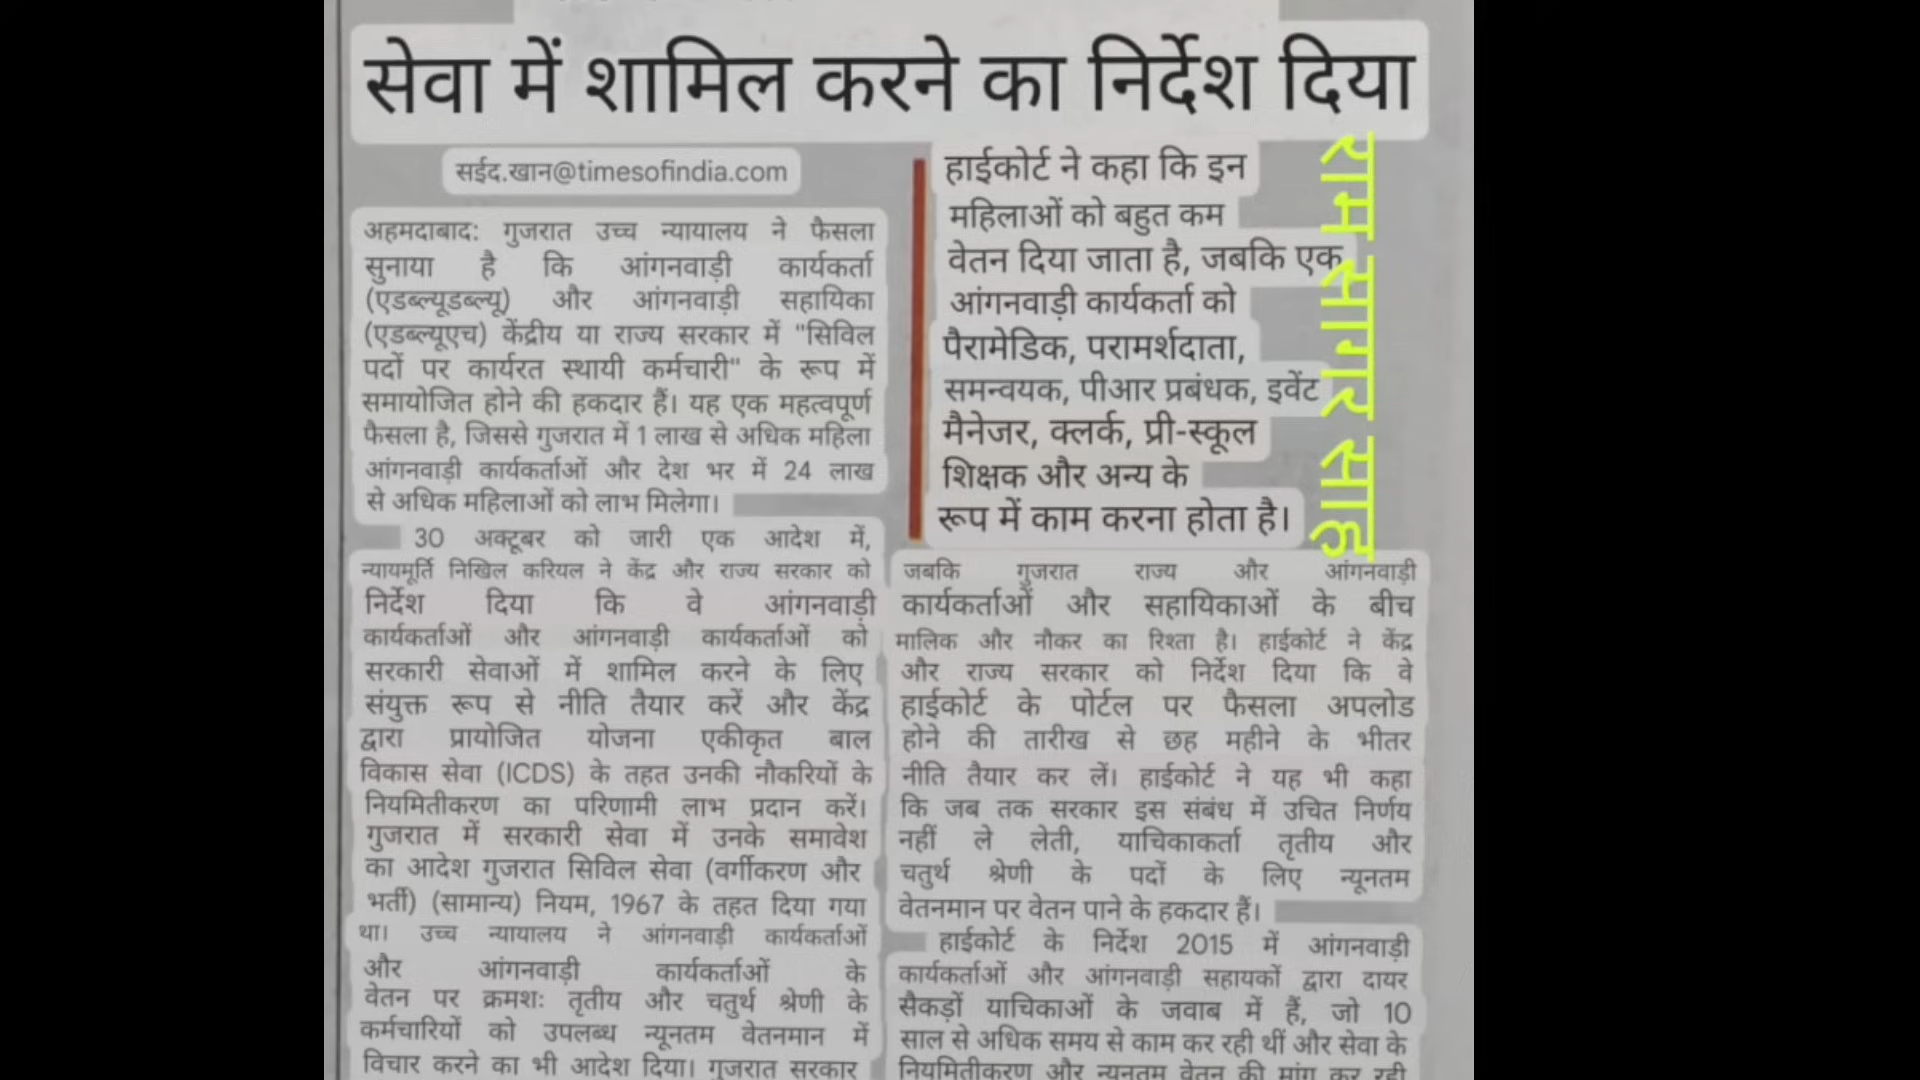 सेवा में शामिल करने का निर्देश दिया
सईद.खान@timesofindia.com
अहमदाबाद: गुजरात उच्च न्यायालय ने फैसला
सुनाया है कि आंगनवाड़ी कार्यकर्ता
(एडब्ल्यूडब्ल्यू) और आंगनवाड़ी सहायिका
(एडब्ल्यूएच) केंद्रीय या राज्य सरकार में "सिविल
पदों पर कार्यरत स्थायी कर्मचारी" के रूप में
समायोजित होने की हकदार हैं। यह एक महत्वपूर्ण
फैसला है, जिससे गुजरात में 1 लाख से अधिक महिला
आंगनवाड़ी कार्यकर्ताओं और देश भर में 24 लाख
से अधिक महिलाओं को लाभ मिलेगा।
30 अक्टूबर को जारी एक आदेश में,
न्यायमूर्ति निखिल करियल ने केंद्र और राज्य सरकार को
निर्देश दिया कि वे आंगनवाड़ी
कार्यकर्ताओं और आंगनवाड़ी कार्यकर्ताओं को
सरकारी सेवाओं में शामिल करने के लिए
संयुक्त रूप से नीति तैयार करें और केंद्र
द्वारा प्रायोजित योजना एकीकृत बाल
विकास सेवा (ICDS) के तहत उनकी नौकरियों के
नियमितीकरण का परिणामी लाभ प्रदान करें।
गुजरात में सरकारी सेवा में उनके समावेश
का आदेश गुजरात सिविल सेवा (वर्गीकरण और
भर्ती) (सामान्य) नियम, 1967 के तहत दिया गया
था। उच्च न्यायालय ने आंगनवाड़ी कार्यकर्ताओं
और आंगनवाड़ी कार्यकर्ताओं के
वेतन पर क्रमशः तृतीय और चतुर्थ श्रेणी के
कर्मचारियों को उपलब्ध न्यूनतम वेतनमान में
विचार करने का भी आदेश दिया। गुजरात सरकार
हाईकोर्ट ने कहा कि इन
महिलाओं को बहुत कम
वेतन दिया जाता है, जबकि एक
आंगनवाड़ी कार्यकर्ता को
पैरामेडिक, परामर्शदाता,
समन्वयक, पीआर प्रबंधक, इवेंट
मैनेजर, क्लर्क, प्री-स्कूल
शिक्षक और अन्य के
रूप में काम करना होता है।
राम सागर साह
जबकि गुजरात राज्य और आंगनवाड़ी
कार्यकर्ताओं और सहायिकाओं के बीच
मालिक और नौकर का रिश्ता है। हाईकोर्ट ने केंद्र
और राज्य सरकार को निर्देश दिया कि वे
हाईकोर्ट के पोर्टल पर फैसला अपलोड
होने की तारीख से छह महीने के भीतर
नीति तैयार कर लें। हाईकोर्ट ने यह भी कहा
कि जब तक सरकार इस संबंध में उचित निर्णय
नहीं ले लेती, याचिकाकर्ता तृतीय और
चतुर्थ श्रेणी के पदों के लिए न्यूनतम
वेतनमान पर वेतन पाने के हकदार हैं।
हाईकोर्ट के निर्देश 2015 में आंगनवाड़ी
कार्यकर्ताओं और आंगनवाड़ी सहायकों द्वारा दायर
सैकड़ों याचिकाओं के जवाब में हैं, जो 10
साल से अधिक समय से काम कर रही थीं और सेवा के
नियमितीकरण और न्यूनतम वेतन की मांग कर रही